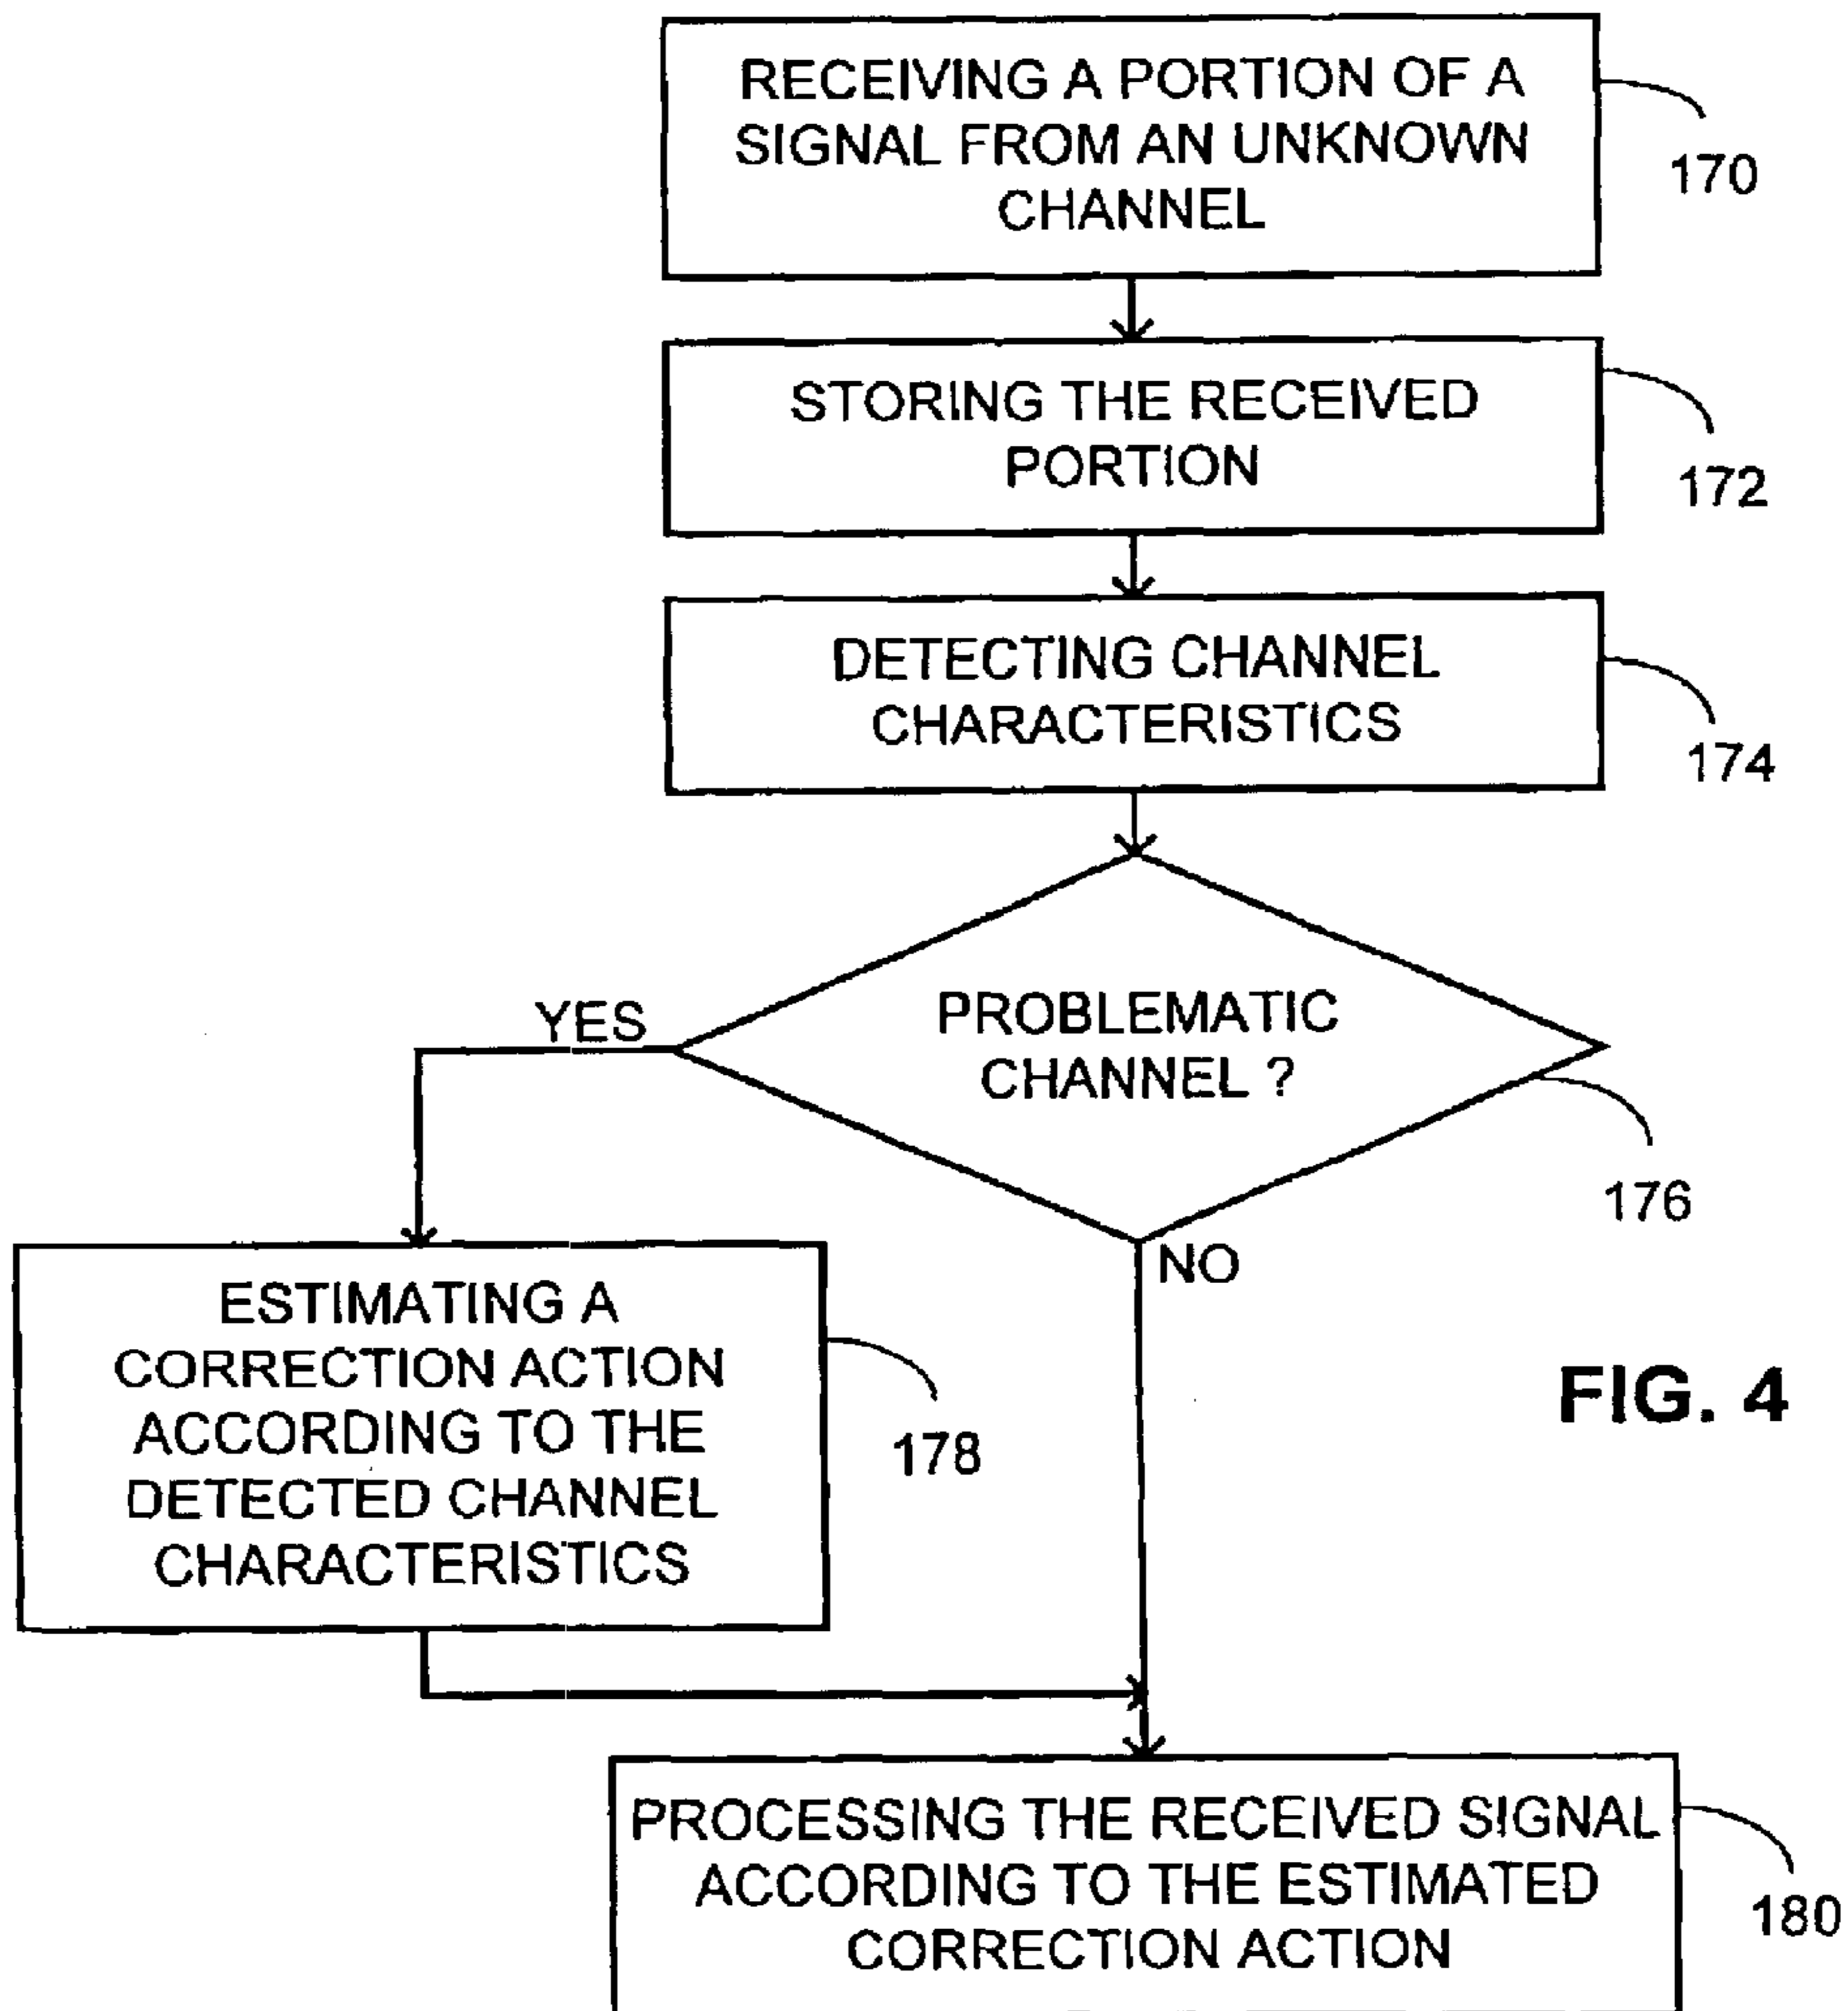 RECEIVING A PORTION OF A
SIGNAL FROM AN UNKNOWN
CHANNEL
170
STORING THE RECEIVED
PORTION
172
DETECTING CHANNEL
CHARACTERISTICS
174
PROBLEMATIC
CHANNEL ?
YES
176
NO
ESTIMATING A
CORRECTION ACTION
ACCORDING TO THE
DETECTED CHANNEL
CHARACTERISTICS
178
FIG. 4
PROCESSING THE RECEIVED SIGNAL
ACCORDING TO THE ESTIMATED
CORRECTION ACTION
180